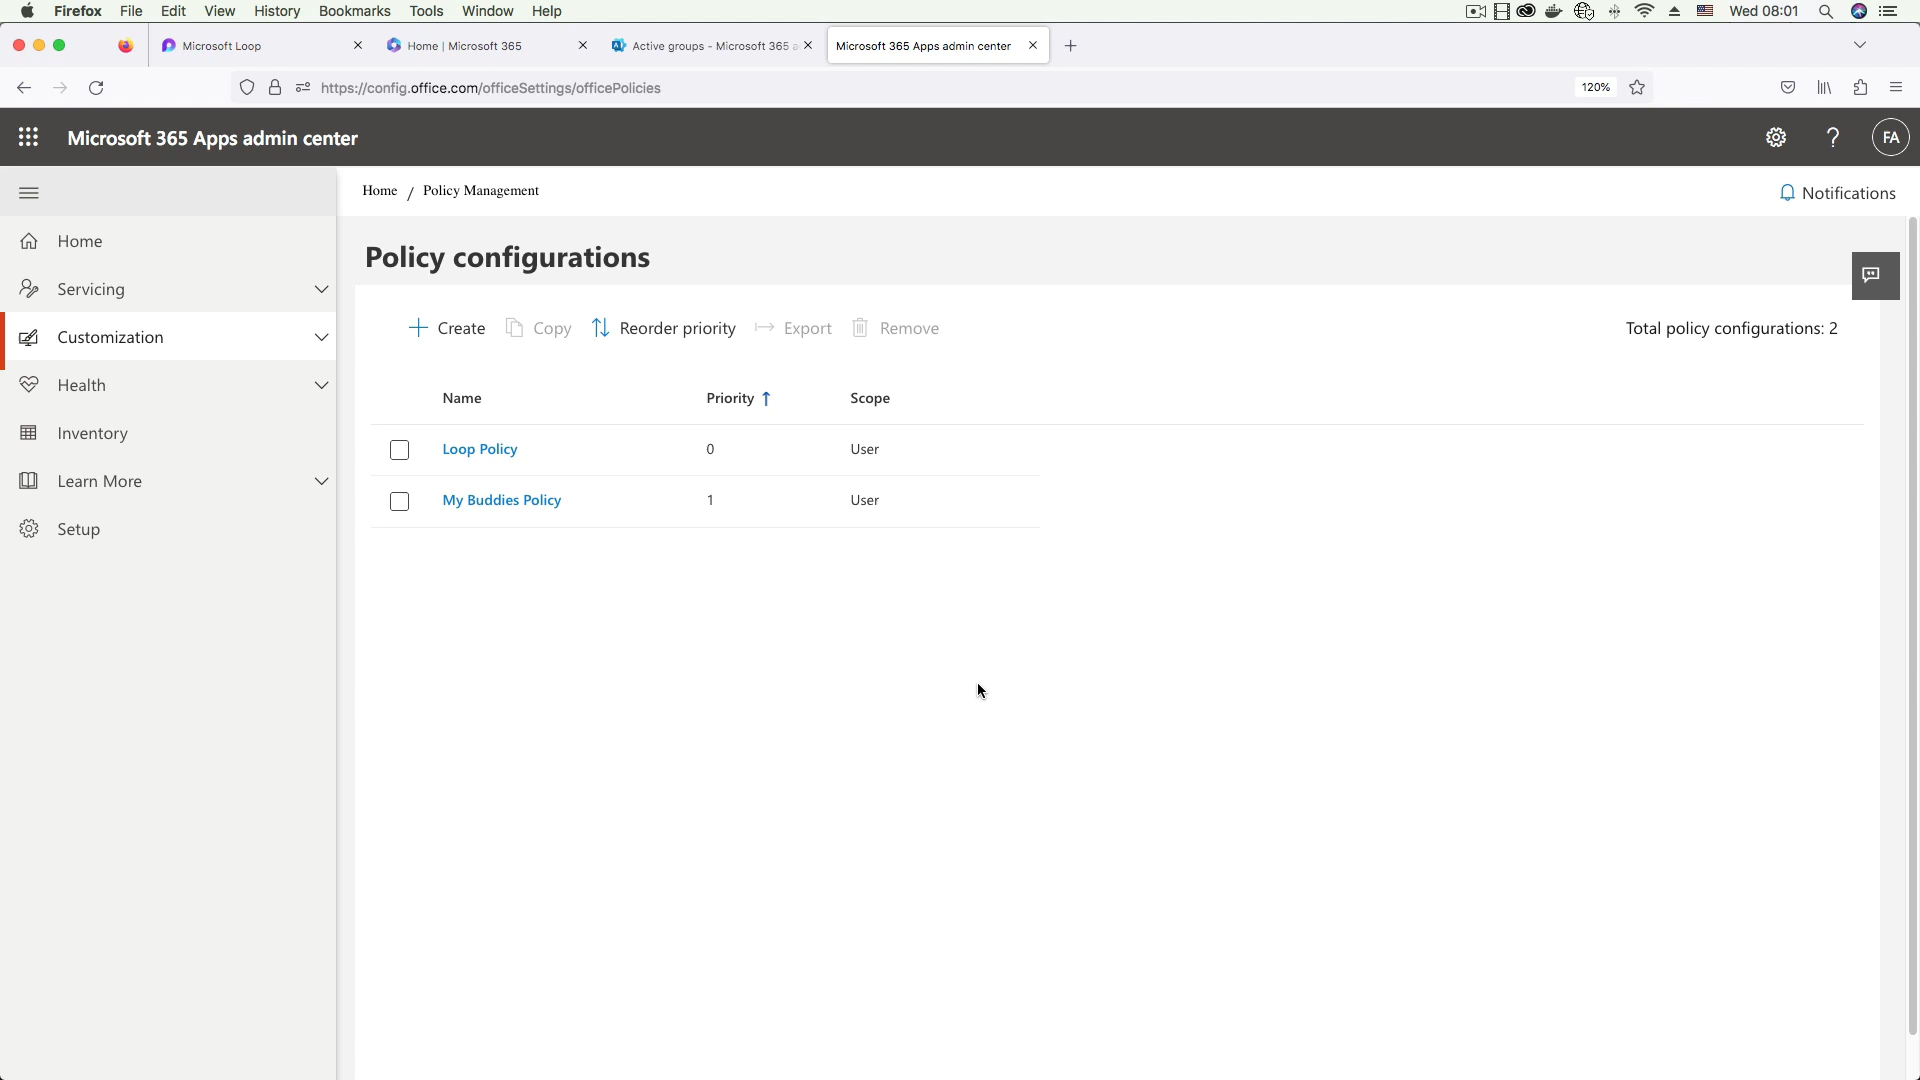 Firefox File Edit View History Bookmarks Tools Window Help Wed 08:01
Microsoft Loop Home | Microsoft 365 Active groups - Microsoft 365 a Microsoft 365 Apps admin center
https://config.office.com/officeSettings/officePolicies 120%
Microsoft 365 Apps admin center ? FA
Home / Policy Management Notifications
Home
Servicing
Customization
Health
Inventory
Learn More
Setup
Policy configurations
Create Copy Reorder priority Export Remove Total policy configurations: 2
Name Priority Scope
Loop Policy 0 User
My Buddies Policy 1 User